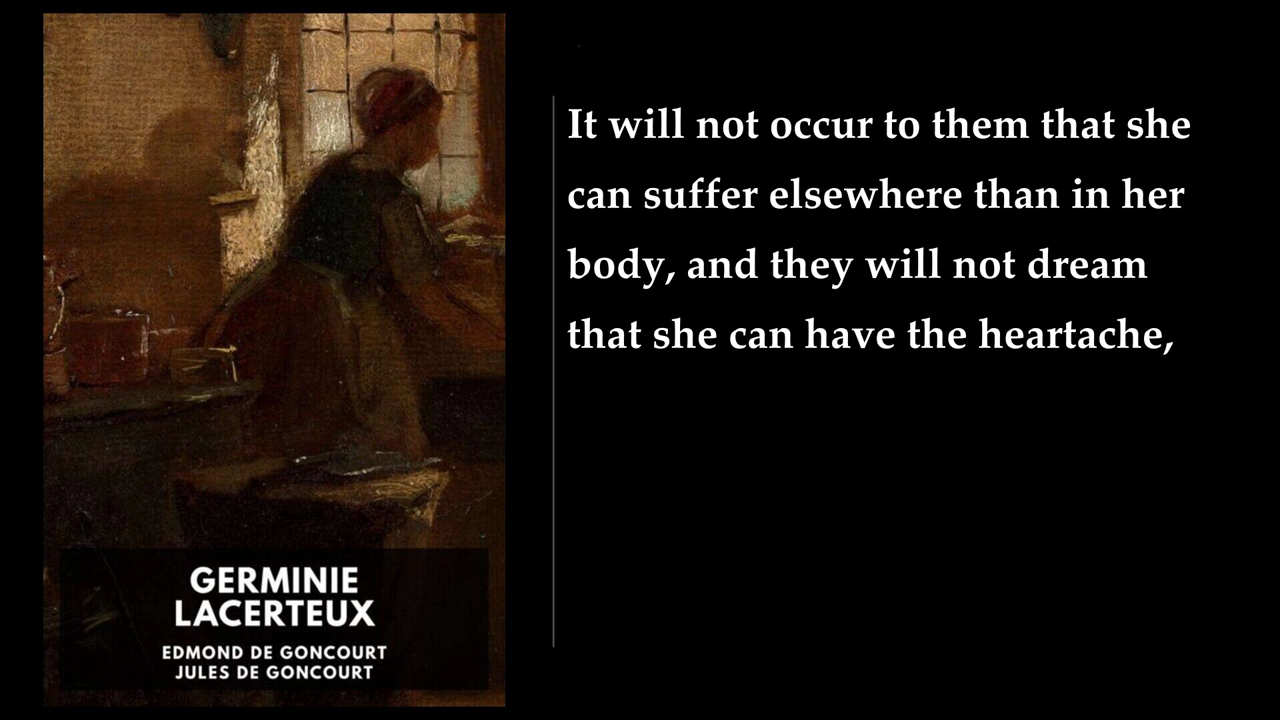 It will not occur to them that she
can suffer elsewhere than in her
body, and they will not dream
that she can have the heartache,
GERMINIE
LACERTEUX
EDMOND DE GONCOURT
JULES DE GONCOURT